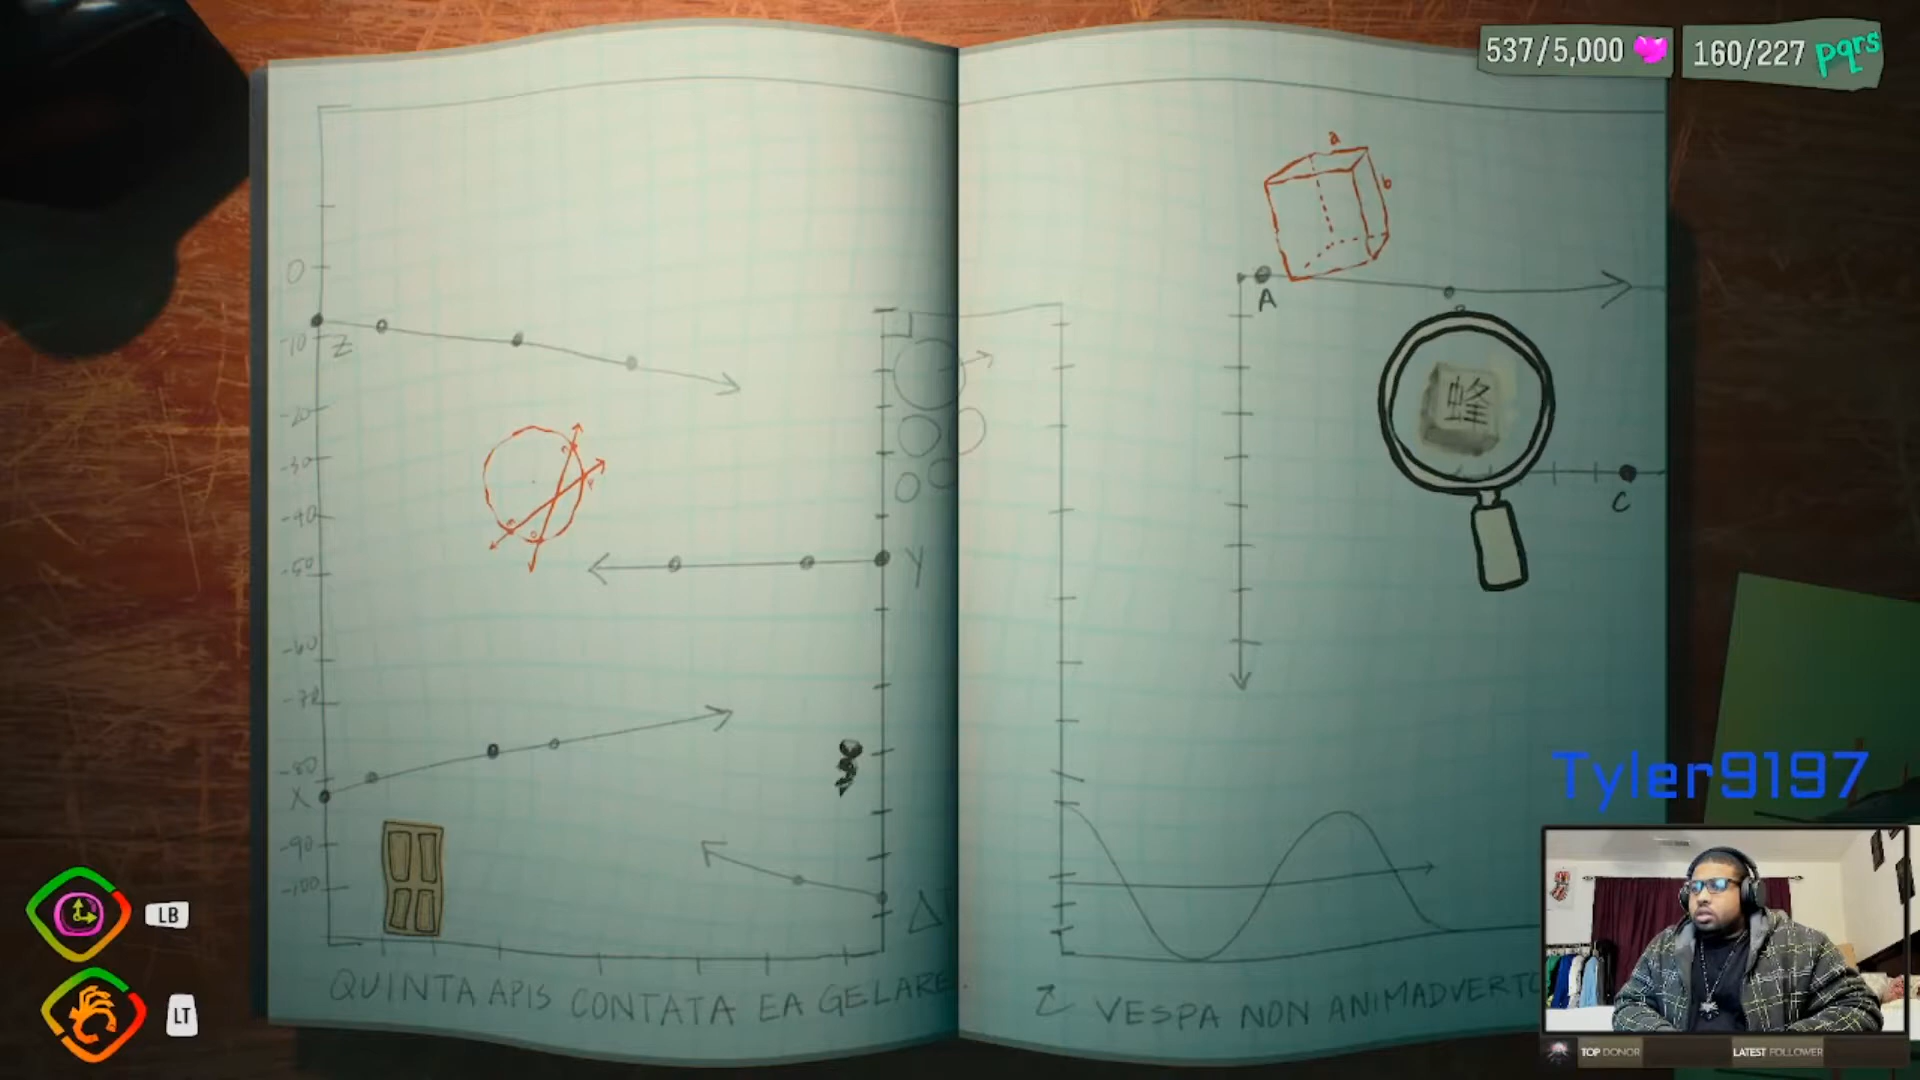 537/5,000
160/227 pqrs
a
b
0
-10
Z
-20
-30
-40
-50
-60
-70
-80
X
-90
-100
Y
Δ
A
蜂
C
QUINTA APIS CONTATA EA GELARE
Z VESPA NON ANIMADVERTO
LB
LT
Tyler9197
TOP DONOR
LATEST FOLLOWER